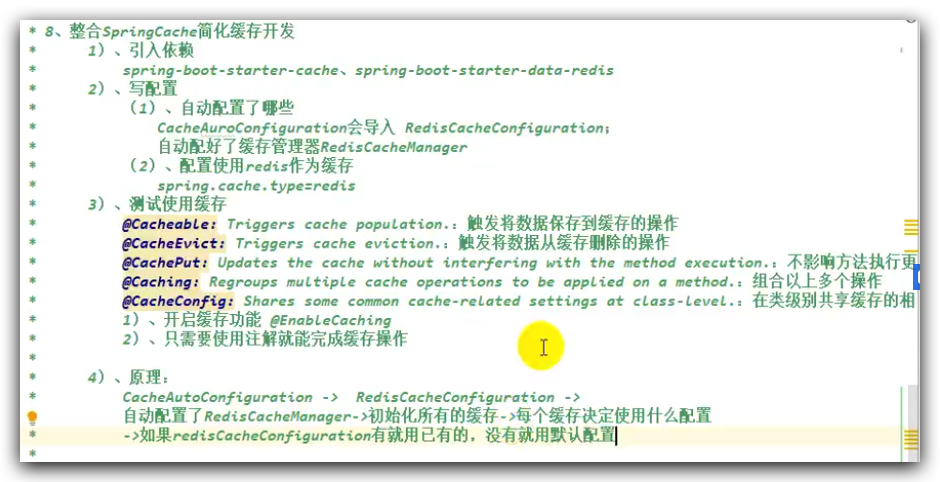 * 8、整合SpringCache简化缓存开发
* 1）、引入依赖
* spring-boot-starter-cache、spring-boot-starter-data-redis
* 2）、写配置
* （1）、自动配置了哪些
* CacheAuroConfiguration会导入 RedisCacheConfiguration;
* 自动配好了缓存管理器RedisCacheManager
* （2）、配置使用redis作为缓存
* spring.cache.type=redis
* 3）、测试使用缓存
* @Cacheable: Triggers cache population.：触发将数据保存到缓存的操作
* @CacheEvict: Triggers cache eviction.：触发将数据从缓存删除的操作
* @CachePut: Updates the cache without interfering with the method execution.：不影响方法执行更
* @Caching: Regroups multiple cache operations to be applied on a method.：组合以上多个操作
* @CacheConfig: Shares some common cache-related settings at class-level.：在类级别共享缓存的相
* 1）、开启缓存功能 @EnableCaching
* 2）、只需要使用注解就能完成缓存操作
*
* 4）、原理：
* CacheAutoConfiguration -> RedisCacheConfiguration ->
* 自动配置了RedisCacheManager->初始化所有的缓存->每个缓存决定使用什么配置
* ->如果redisCacheConfiguration有就用已有的，没有就用默认配置
*